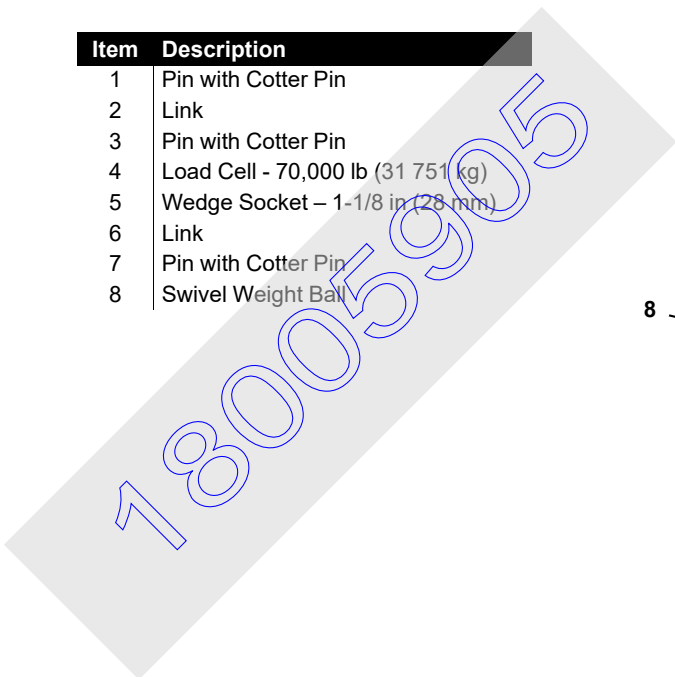 Item Description
1 Pin with Cotter Pin
2 Link
3 Pin with Cotter Pin
4 Load Cell - 70,000 lb (31 751 kg)
5 Wedge Socket – 1-1/8 in (28 mm)
6 Link
7 Pin with Cotter Pin
8 Swivel Weight Ball
8
18005905